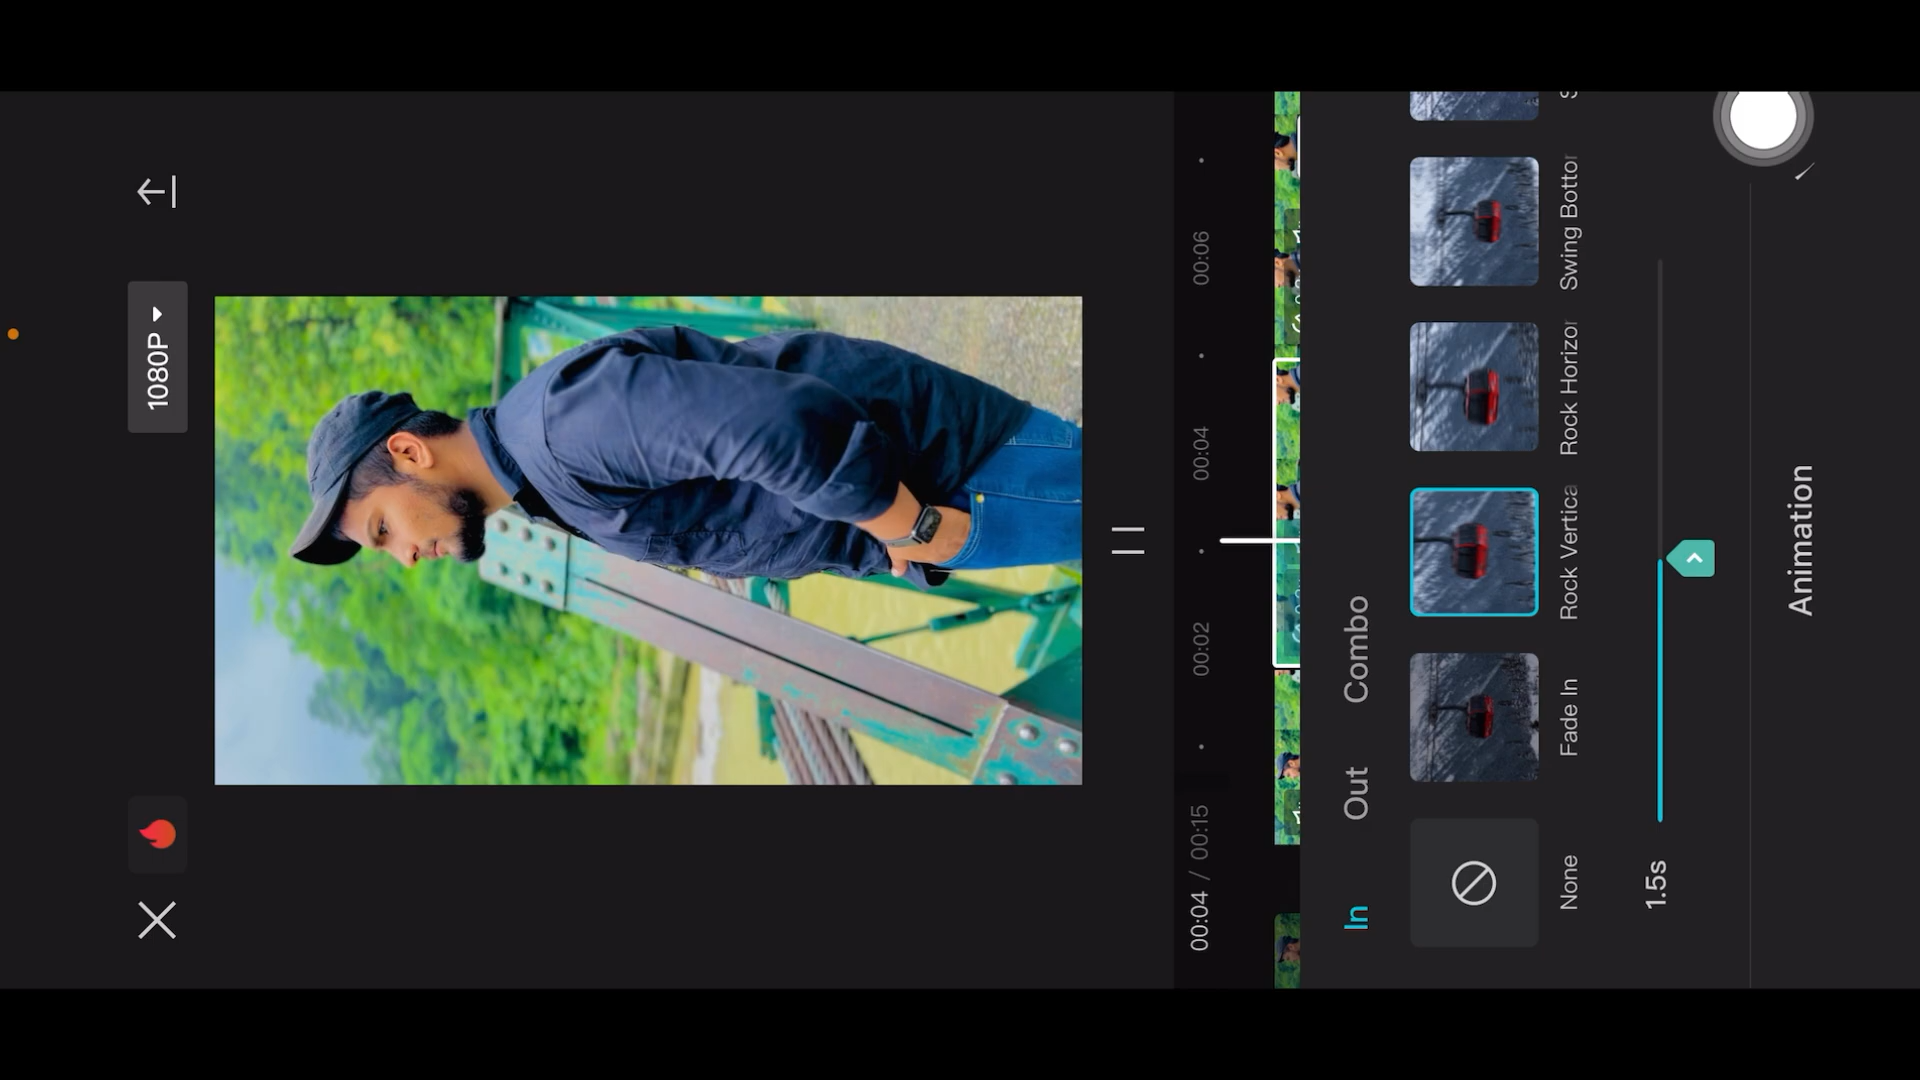 1080P
00:04 / 00:15
00:02
00:04
00:06
In
Out
Combo
None
Fade In
Rock Vertica
Rock Horizor
Swing Bottor
1.5s
Animation